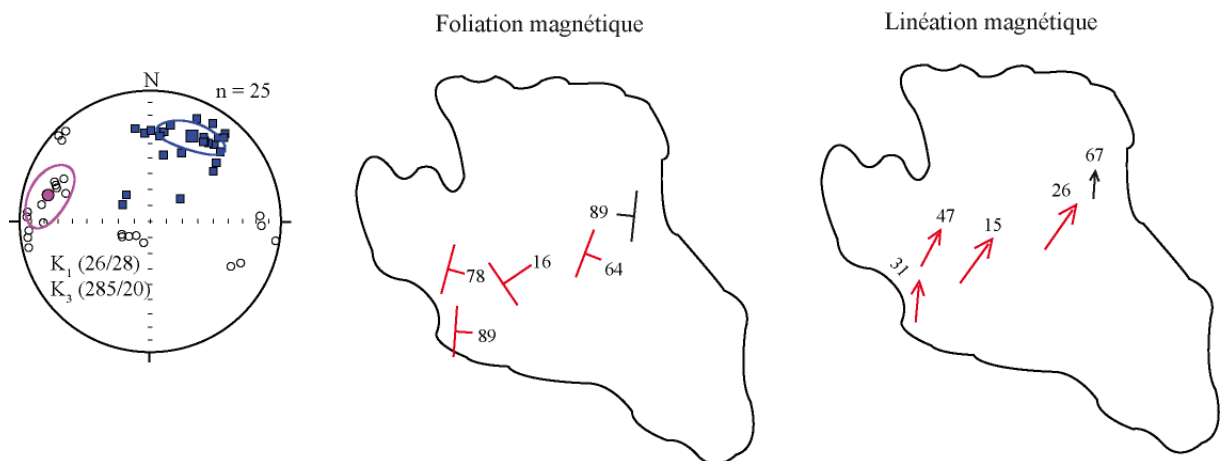 Foliation magnétique
Linéation magnétique
N
n = 25
K1 (26/28)
K3 (285/20)
89
78
16
64
89
67
26
47
15
31